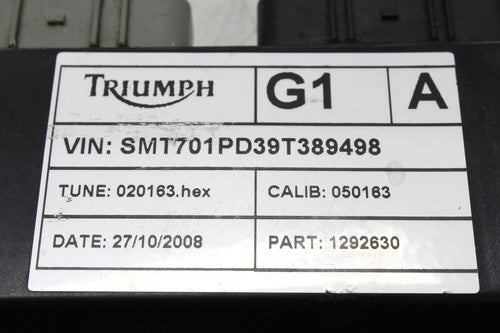 TRIUMPH G1 A
VIN: SMT701PD39T389498
TUNE: 020163.hex CALIB: 050163
DATE: 27/10/2008 PART: 1292630